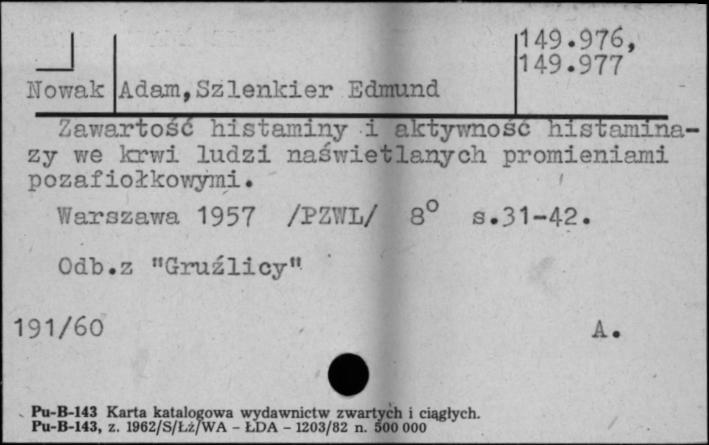 149.976,
149.977
Nowak Adam,Szlenkier Edmund
Zawartość histaminy i aktywność histamina-
zy we krwi ludzi naświetlanych promieniami
pozafiołkowymi.
Warszawa 1957 /PZWL/ 8° s.31-42.
Odb.z "Gruźlicy"
191/60 A.
Pu-B-143 Karta katalogowa wydawnictw zwartych i ciągłych.
Pu-B-143, z. 1962/S/Łż/WA - ŁDA - 1203/82 n. 500 000